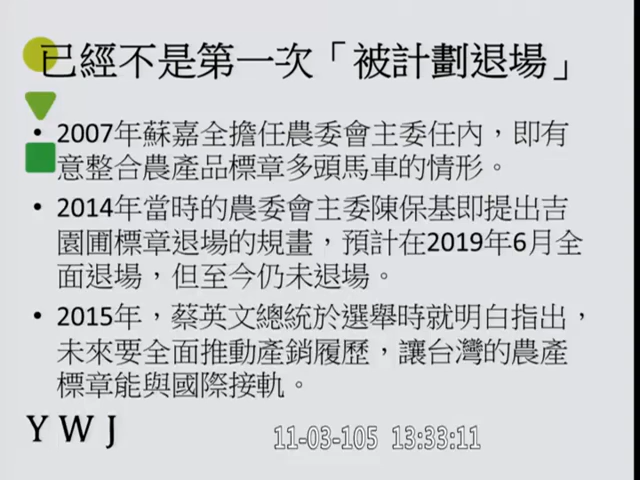 已經不是第一次「被計劃退場」
• 2007年蘇嘉全擔任農委會主委任內，即有
意整合農產品標章多頭馬車的情形。
• 2014年當時的農委會主委陳保基即提出吉
園圃標章退場的規畫，預計在2019年6月全
面退場，但至今仍未退場。
• 2015年，蔡英文總統於選舉時就明白指出，
未來要全面推動產銷履歷，讓台灣的農產
標章能與國際接軌。
Y W J
11-03-105 13:33:11